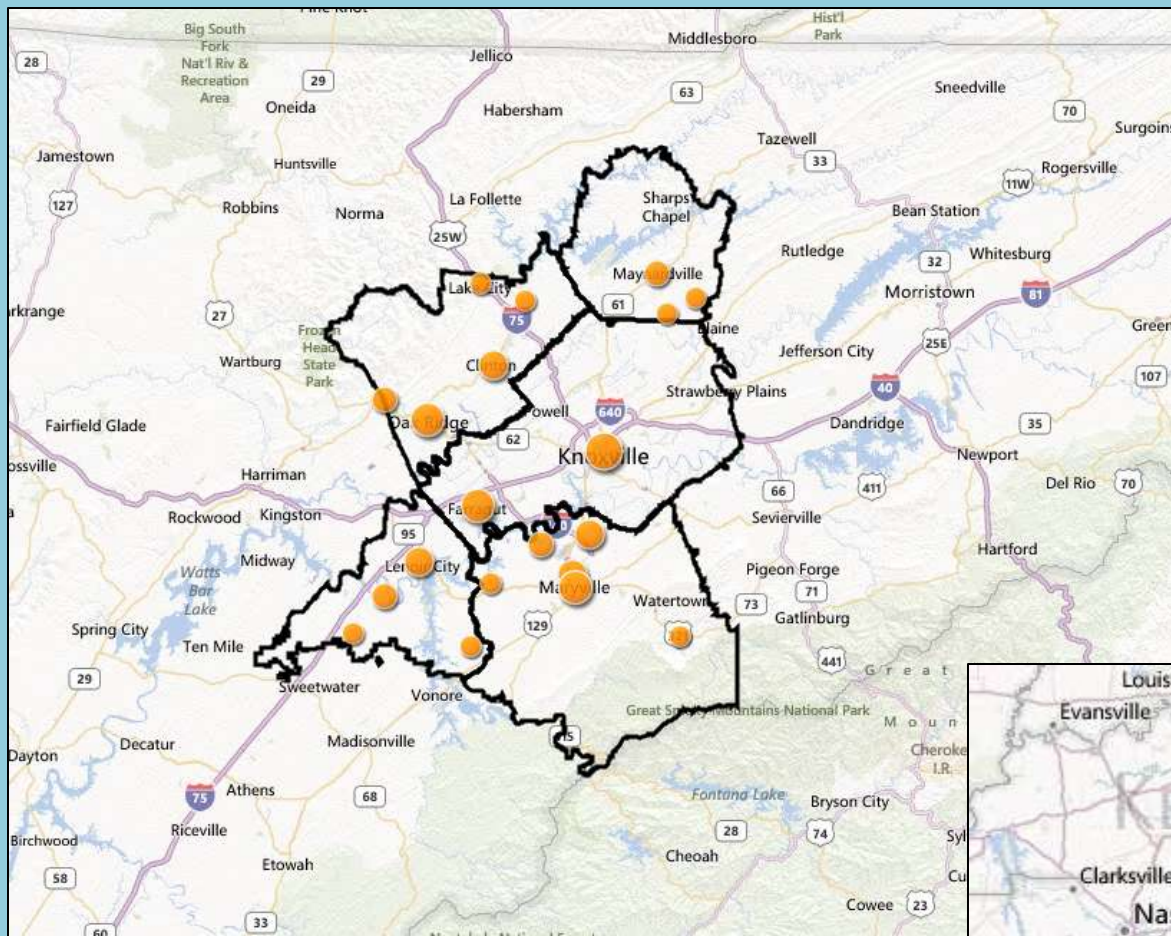 Big South
Fork
Nat'l Riv &
Recreation
Area
Hist'l
Park
Middlesboro
28
Jellico
29
Oneida
Habersham
63
Sneedville
70
Tazewell
Jamestown
Huntsville
33
Rogersville
127
Robbins
Norma
La Follette
Sharps
Chapel
11W
Bean Station
25W
Rutledge
32
Whitesburg
Maynardville
Lake City
61
Morristown
81
27
75
Blaine
Frozen
Head
State
Park
25E
Wartburg
Clinton
Jefferson City
107
Strawberry Plains
40
Powell
640
Oak Ridge
Fairfield Glade
62
Dandridge
35
Knoxville
Newport
Harriman
Del Rio
70
66
411
Farragut
Rockwood
Kingston
Sevierville
95
Hartford
Midway
Lenoir City
Pigeon Forge
Watts
Bar
Lake
Maryville
Watertown
73
71
Gatlinburg
Spring City
129
Ten Mile
441
Great
29
Sweetwater
Vonore
Great Smoky Mountains National Park
Moun
Madisonville
Decatur
Dayton
Cherokee
I.R.
Athens
75
68
Fontana Lake
Bryson City
Riceville
28
74
Birchwood
Etowah
Cheoah
58
Cowee
23
33
60
Evansville
Clarksville